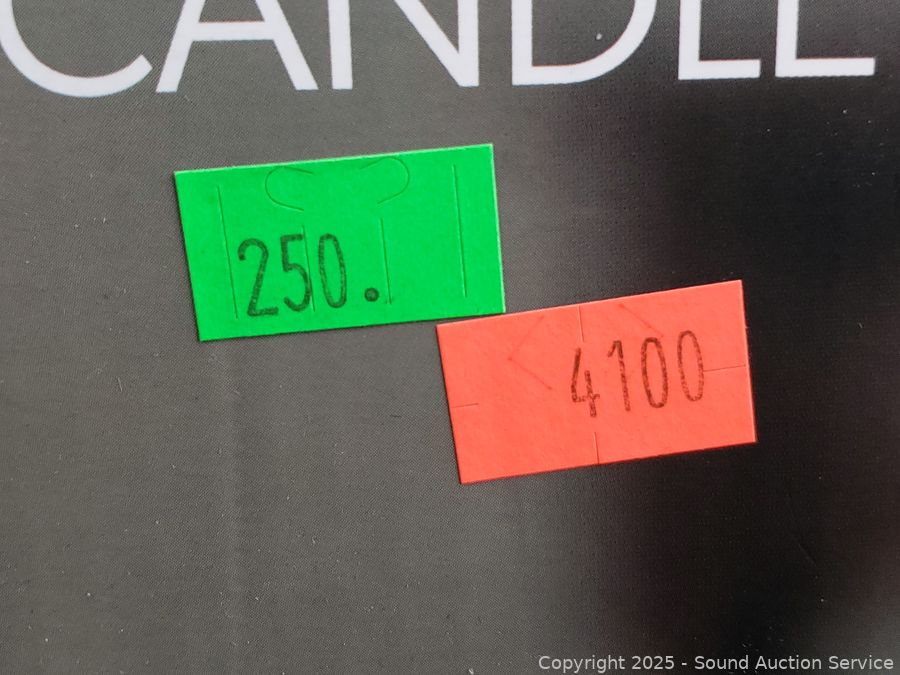 CANDLE
250.
4100
Copyright 2025 - Sound Auction Service